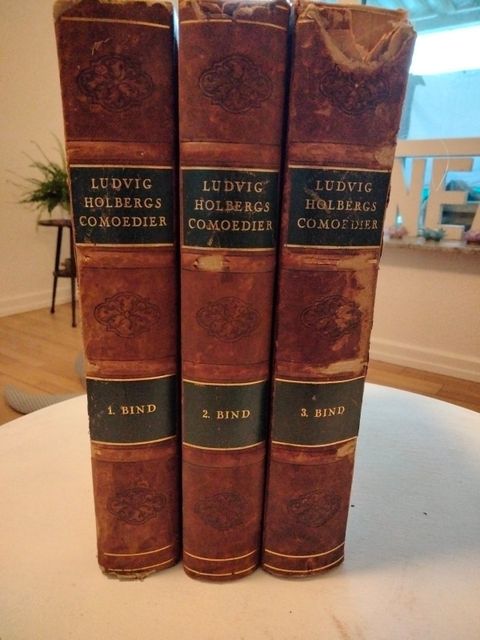 LUDVIG
HOLBERGS
COMOEDIER
1. BIND
LUDVIG
HOLBERGS
COMOEDIER
2. BIND
LUDVIG
HOLBERGS
COMOEDIER
3. BIND